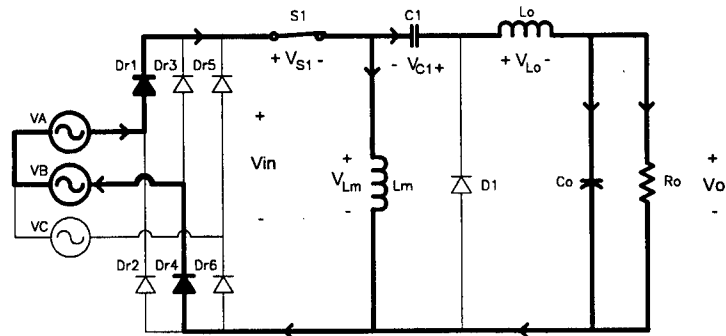 S1
C1
Lo
+ VS1 -
- VC1 +
+ VLo -
Dr1
Dr3
Dr5
VA
+
Vin
-
VB
VC
+
VLm
-
Lm
D1
Co
Ro
+
Vo
-
Dr2
Dr4
Dr6